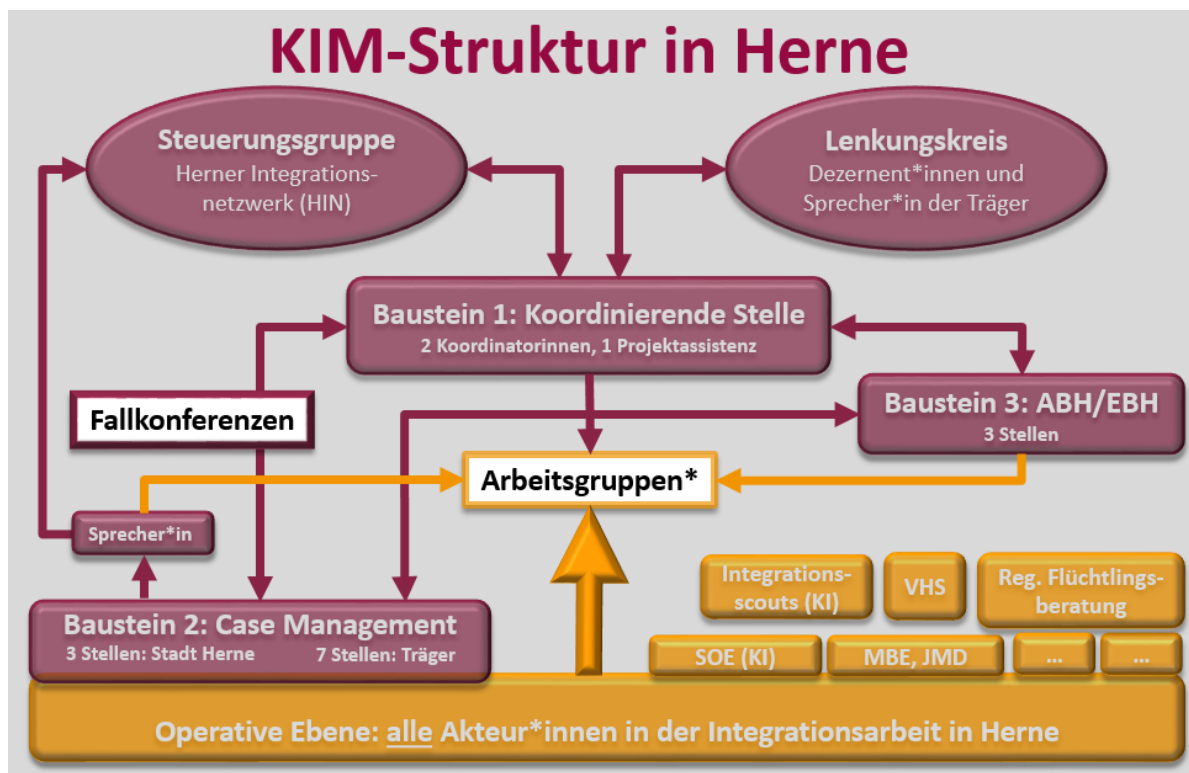 KIM-Struktur in Herne
Steuerungsgruppe
Herner Integrations-
netzwerk (HIN)
Lenkungskreis
Dezernent*innen und
Sprecher*in der Träger
Baustein 1: Koordinierende Stelle
2 Koordinatorinnen, 1 Projektassistenz
Fallkonferenzen
Baustein 3: ABH/EBH
3 Stellen
Arbeitsgruppen*
Sprecher*in
Integrations-
scouts (KI)
VHS
Reg. Flüchtlings-
beratung
Baustein 2: Case Management
3 Stellen: Stadt Herne 7 Stellen: Träger
SOE (KI)
MBE, JMD
...
...
Operative Ebene: alle Akteur*innen in der Integrationsarbeit in Herne